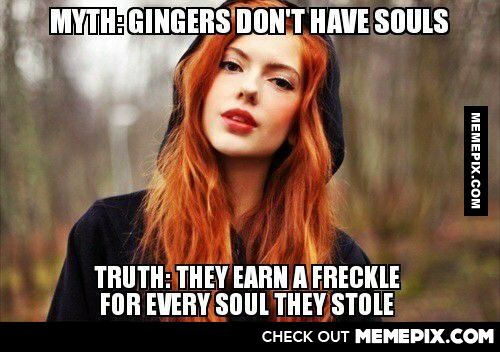 MYTH: GINGERS DON'T HAVE SOULS
MEMEPIX.COM
TRUTH: THEY EARN A FRECKLE
FOR EVERY SOUL THEY STOLE
CHECK OUT MEMEPIX.COM